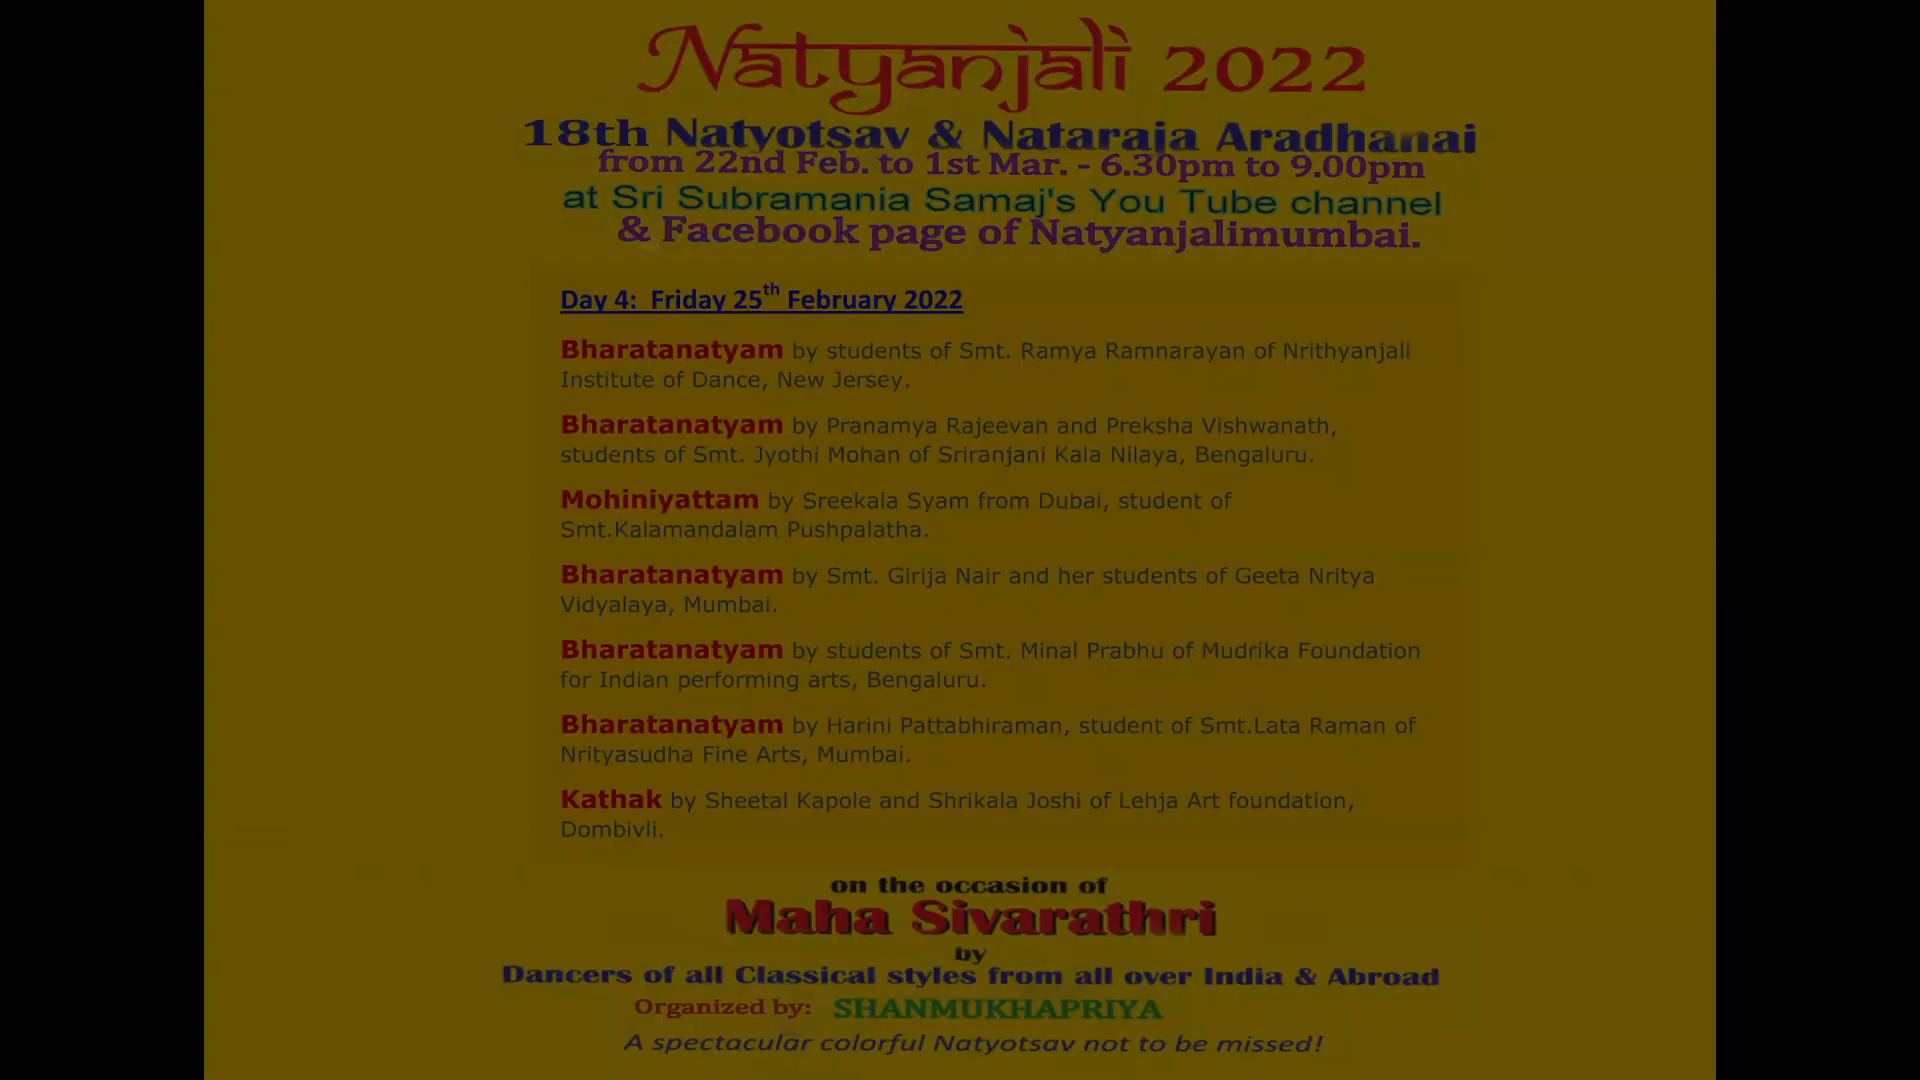 Natyanjali 2022
18th Natyotsav & Nataraja Aradhanai
from 22nd Feb. to 1st Mar. - 6.30pm to 9.00pm
at Sri Subramania Samaj's You Tube channel
& Facebook page of Natyanjalimumbai.
Day 4:  Friday 25th February 2022
Bharatanatyam by students of Smt. Ramya Ramnarayan of Nrithyanjali
Institute of Dance, New Jersey.
Bharatanatyam by Pranamya Rajeevan and Preksha Vishwanath,
students of Smt. Jyothi Mohan of Sriranjani Kala Nilaya, Bengaluru.
Mohiniyattam by Sreekala Syam from Dubai, student of
Smt.Kalamandalam Pushpalatha.
Bharatanatyam by Smt. Girija Nair and her students of Geeta Nritya
Vidyalaya, Mumbai.
Bharatanatyam by students of Smt. Minal Prabhu of Mudrika Foundation
for Indian performing arts, Bengaluru.
Bharatanatyam by Harini Pattabhiraman, student of Smt.Lata Raman of
Nrityasudha Fine Arts, Mumbai.
Kathak by Sheetal Kapole and Shrikala Joshi of Lehja Art foundation,
Dombivli.
on the occasion of
Maha Sivarathri
by
Dancers of all Classical styles from all over India & Abroad
Organized by: SHANMUKHAPRIYA
A spectacular colorful Natyotsav not to be missed!